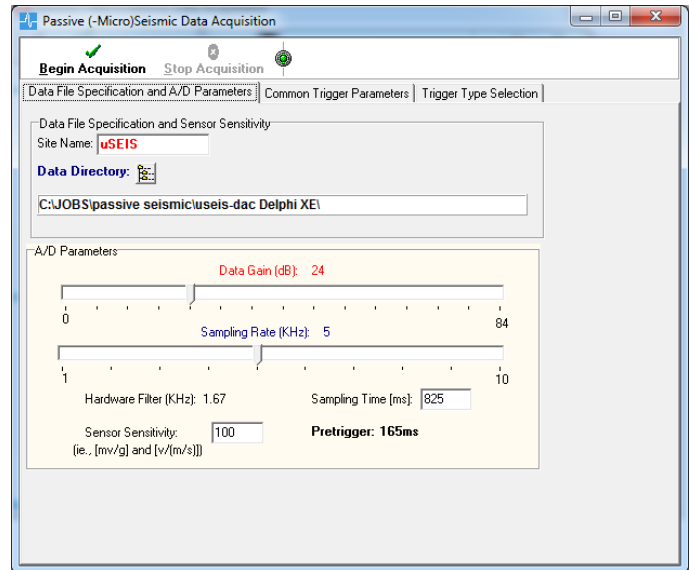 Passive (-Micro)Seismic Data Acquisition
Begin Acquisition Stop Acquisition
Data File Specification and A/D Parameters Common Trigger Parameters Trigger Type Selection
Data File Specification and Sensor Sensitivity
Site Name: uSEIS
Data Directory:
C:\JOBS\passive seismic\useis-dac Delphi XE\
A/D Parameters
Data Gain (dB): 24
0 84
Sampling Rate (KHz): 5
1 10
Hardware Filter (KHz): 1.67 Sampling Time [ms]: 825
Sensor Sensitivity: 100 Pretrigger: 165ms
(ie., [mv/g] and [v/(m/s)])